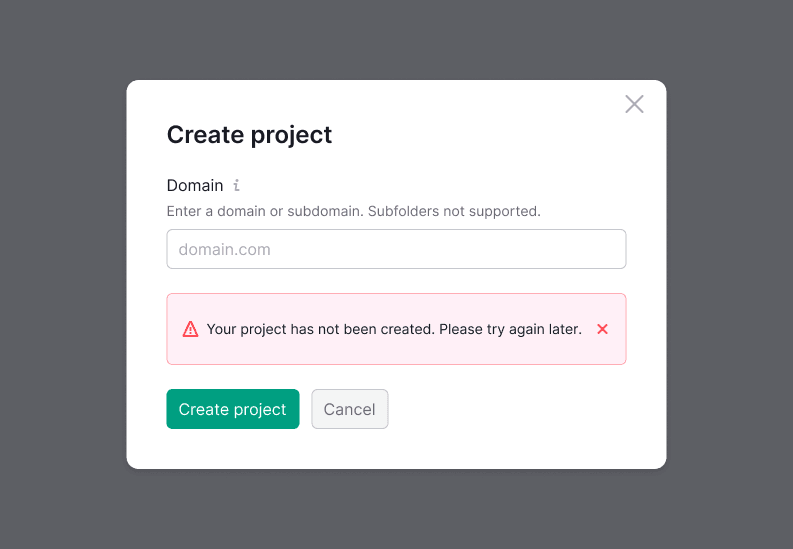 Create project
Domain i
Enter a domain or subdomain. Subfolders not supported.
domain.com
Your project has not been created. Please try again later.
Create project
Cancel